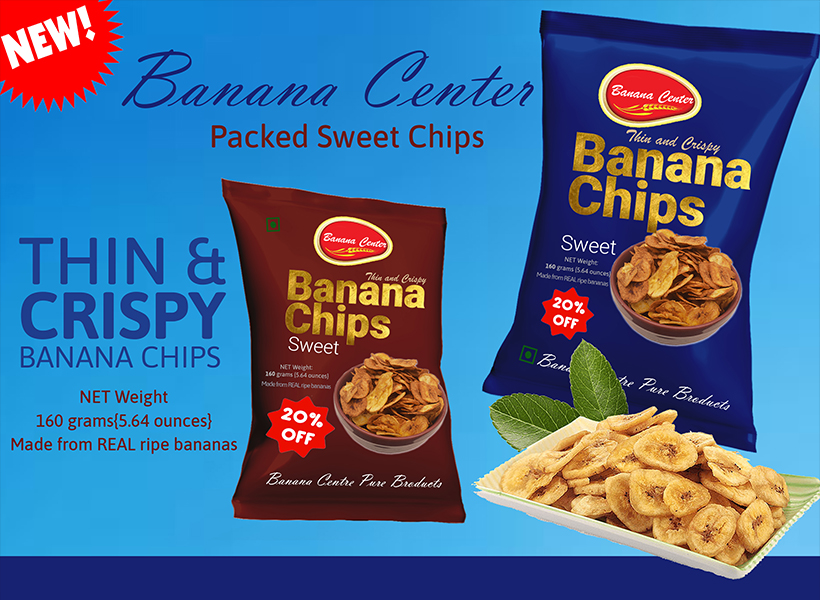 NEW!
Banana Center
Packed Sweet Chips
THIN &
CRISPY
BANANA CHIPS
NET Weight
160 grams{5.64 ounces}
Made from REAL ripe bananas
Banana Center
Thin and Crispy
Banana
Chips
Sweet
NET Weight:
160 grams {5.64 ounces}
Made from REAL ripe bananas
20%
OFF
Banana Centre Pure Broducts
Banana Center
Thin and Crispy
Banana
Chips
Sweet
NET Weight:
160 grams {5.64 ounces}
Made from REAL ripe bananas
20%
OFF
Centre Pure Broducts